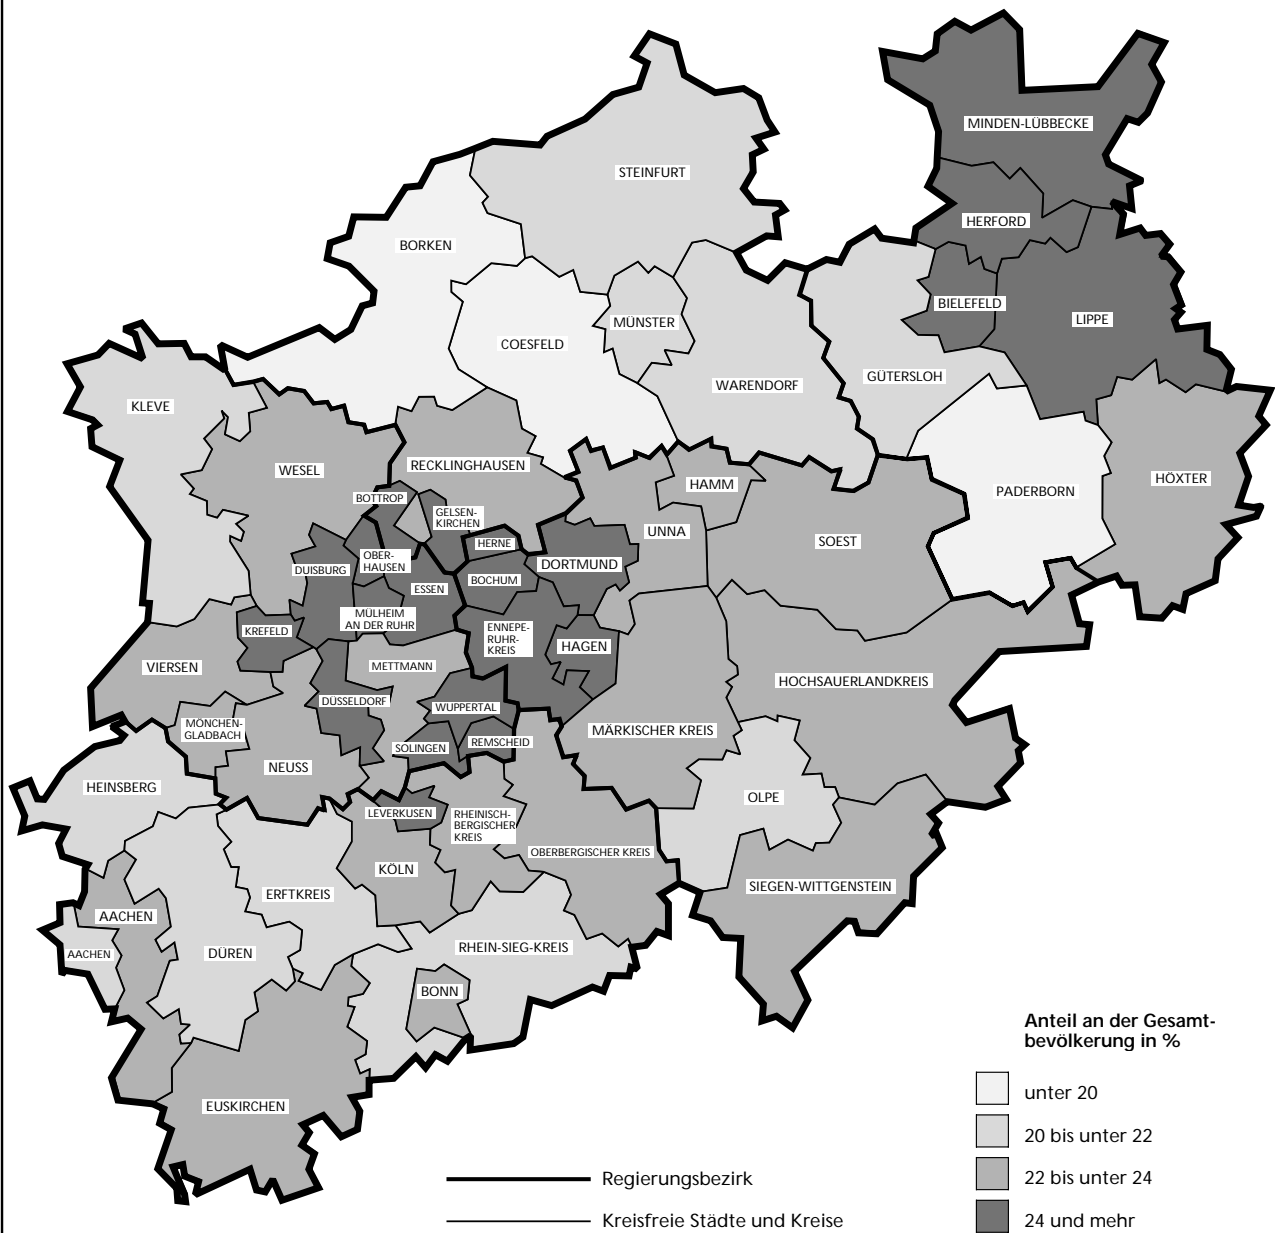 MINDEN-LÜBBECKE
STEINFURT
HERFORD
BORKEN
BIELEFELD
LIPPE
MÜNSTER
COESFELD
GÜTERSLOH
WARENDORF
KLEVE
RECKLINGHAUSEN
WESEL
HÖXTER
HAMM
PADERBORN
BOTTROP
GELSEN-
KIRCHEN
UNNA
SOEST
HERNE
OBER-
HAUSEN
DORTMUND
DUISBURG
BOCHUM
ESSEN
MÜLHEIM
AN DER RUHR
KREFELD
ENNEPE-
RUHR-
KREIS
HAGEN
VIERSEN
METTMANN
HOCHSAUERLANDKREIS
DÜSSELDORF
WUPPERTAL
MÖNCHEN-
GLADBACH
MÄRKISCHER KREIS
REMSCHEID
SOLINGEN
NEUSS
HEINSBERG
OLPE
LEVERKUSEN
RHEINISCH-
BERGISCHER
KREIS
OBERBERGISCHER KREIS
KÖLN
SIEGEN-WITTGENSTEIN
ERFTKREIS
AACHEN
RHEIN-SIEG-KREIS
AACHEN
DÜREN
BONN
EUSKIRCHEN
Anteil an der Gesamt-
bevölkerung in %
unter 20
20 bis unter 22
22 bis unter 24
24 und mehr
Regierungsbezirk
Kreisfreie Städte und Kreise